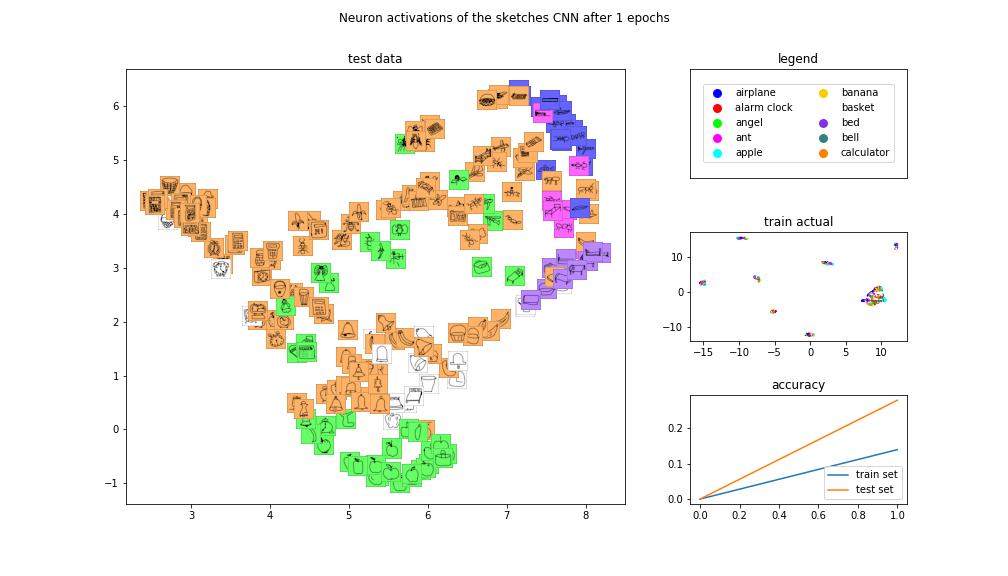 Neuron activations of the sketches CNN after 1 epochs
test data
6
5
4
3
2
1
0
−1
3 4 5 6 7 8
legend
airplane banana
alarm clock basket
angel bed
ant bell
apple calculator
train actual
10
0
−10
−15 −10 −5 0 5 10
accuracy
0.2
0.1
0.0
train set
test set
0.0 0.2 0.4 0.6 0.8 1.0